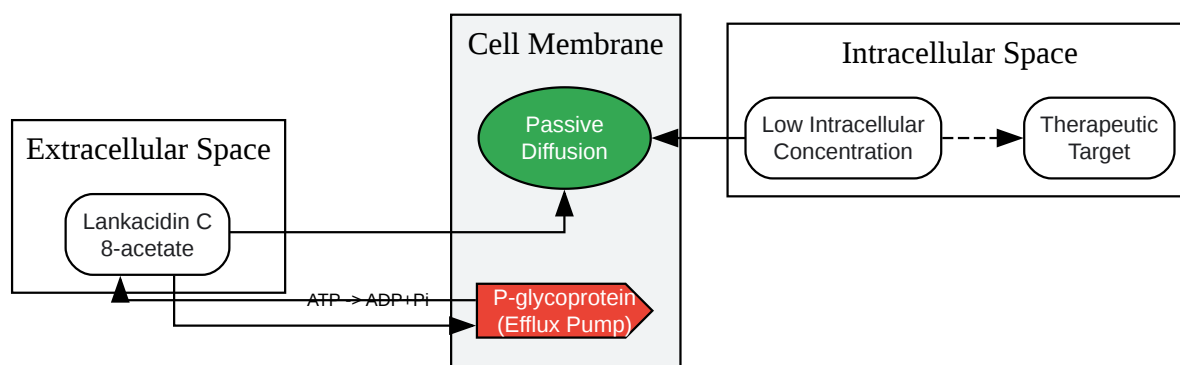 Extracellular Space
Lankacidin C
8-acetate
ATP -> ADP+Pi
Cell Membrane
Passive
Diffusion
P-glycoprotein
(Efflux Pump)
Intracellular Space
Low Intracellular
Concentration
Therapeutic
Target